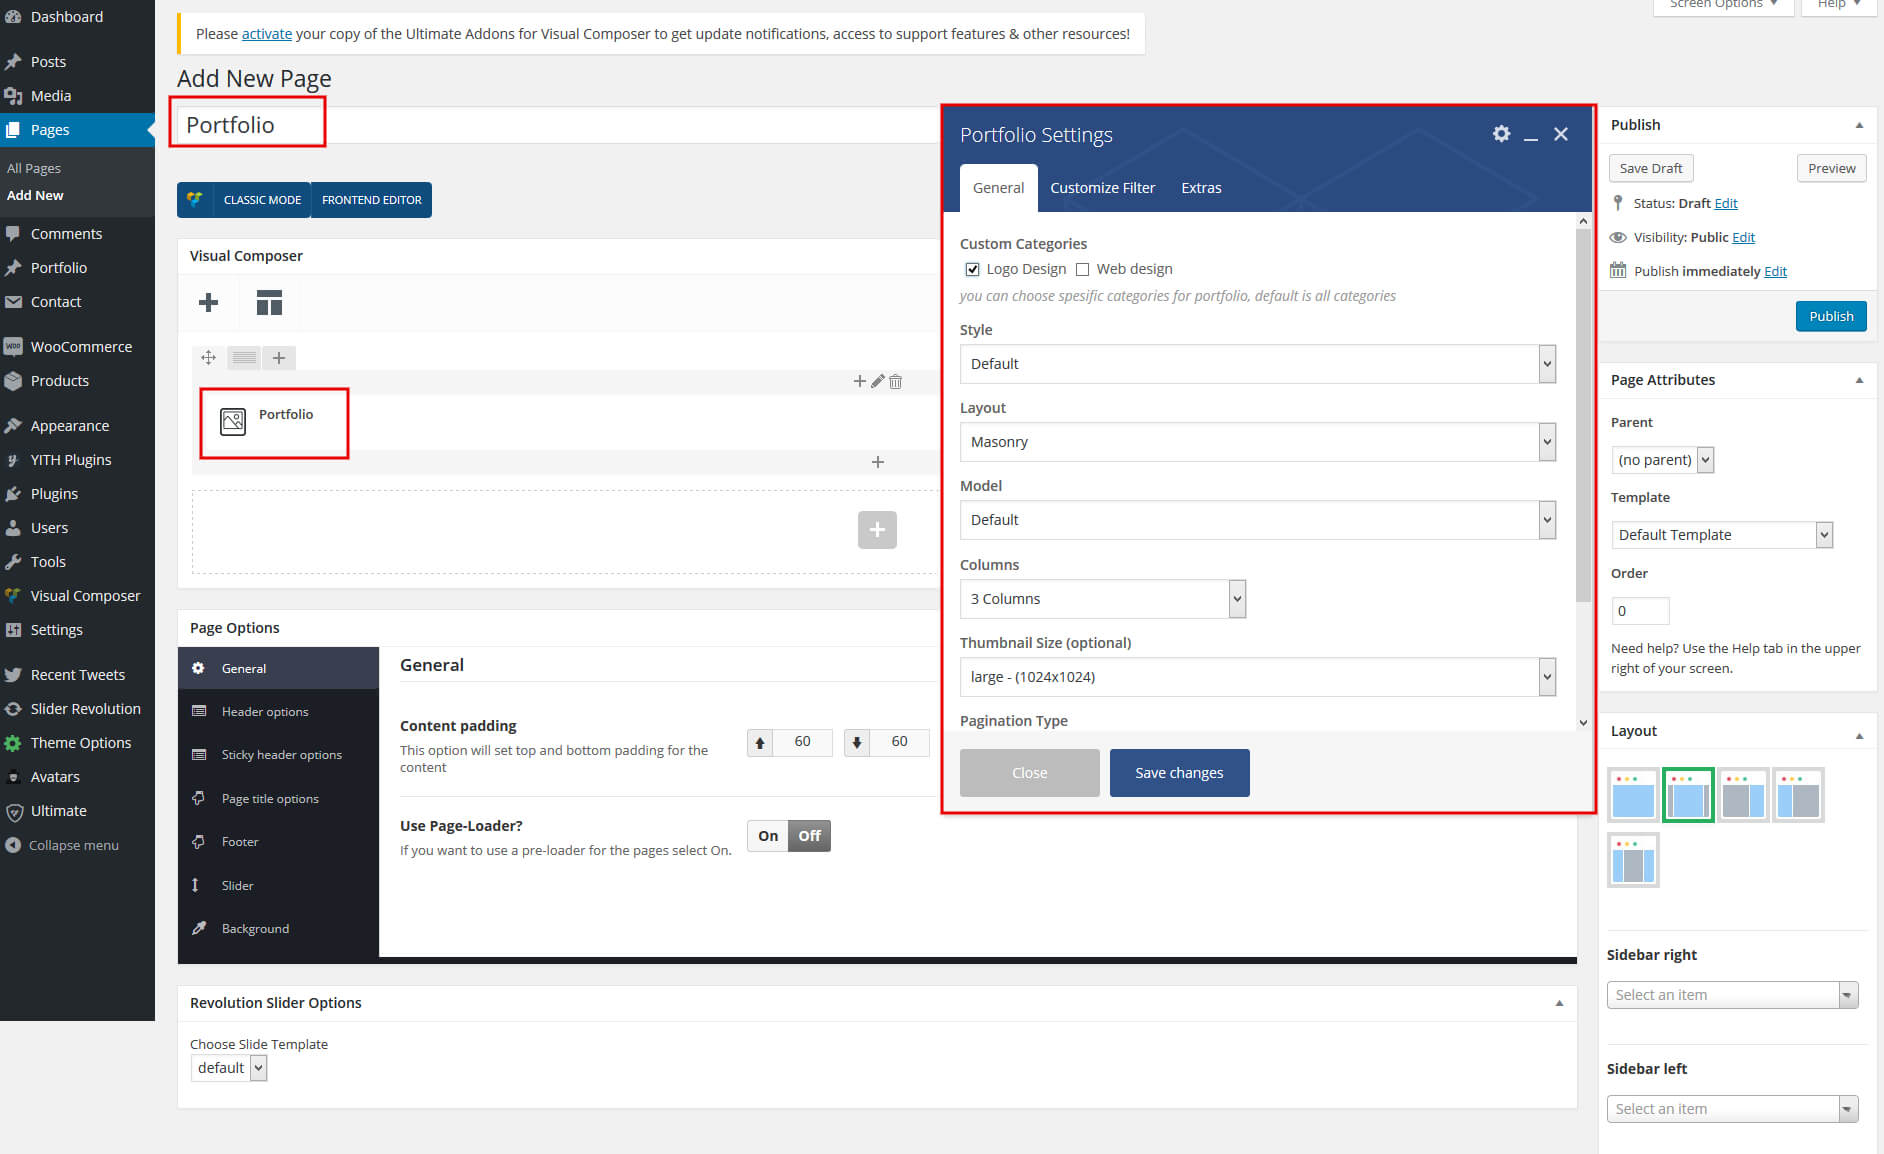 Dashboard
Posts
Media
Pages
All Pages
Add New
Comments
Portfolio
Contact
WooCommerce
Products
Appearance
YITH Plugins
Plugins
Users
Tools
Visual Composer
Settings
Recent Tweets
Slider Revolution
Theme Options
Avatars
Ultimate
Collapse menu
Screen Options
Help
Please activate your copy of the Ultimate Addons for Visual Composer to get update notifications, access to support features & other resources!
Add New Page
Portfolio
CLASSIC MODE
FRONTEND EDITOR
Visual Composer
Portfolio
Page Options
General
Header options
Sticky header options
Page title options
Footer
Slider
Background
General
Content padding
This option will set top and bottom padding for the
content
60
60
Use Page-Loader?
If you want to use a pre-loader for the pages select On.
On
Off
Revolution Slider Options
Choose Slide Template
default
Portfolio Settings
General
Customize Filter
Extras
Custom Categories
Logo Design
Web design
you can choose spesific categories for portfolio, default is all categories
Style
Default
Layout
Masonry
Model
Default
Columns
3 Columns
Thumbnail Size (optional)
large - (1024x1024)
Pagination Type
Close
Save changes
Publish
Save Draft
Preview
Status: Draft Edit
Visibility: Public Edit
Publish immediately Edit
Publish
Page Attributes
Parent
(no parent)
Template
Default Template
Order
0
Need help? Use the Help tab in the upper
right of your screen.
Layout
Sidebar right
Select an item
Sidebar left
Select an item